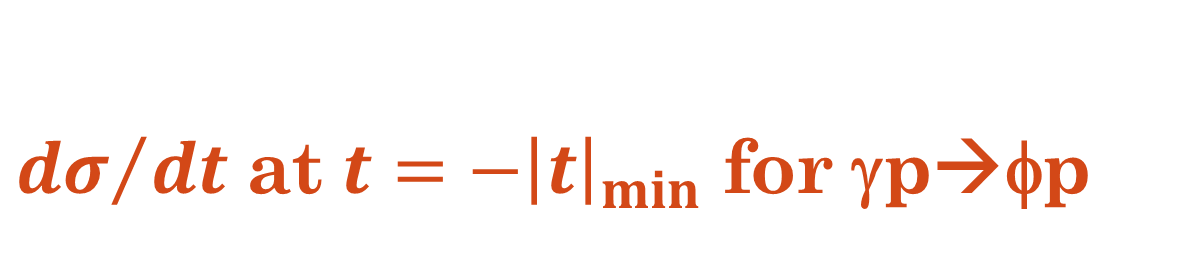 dσ/dt at t = −|t|min for γp→ϕp